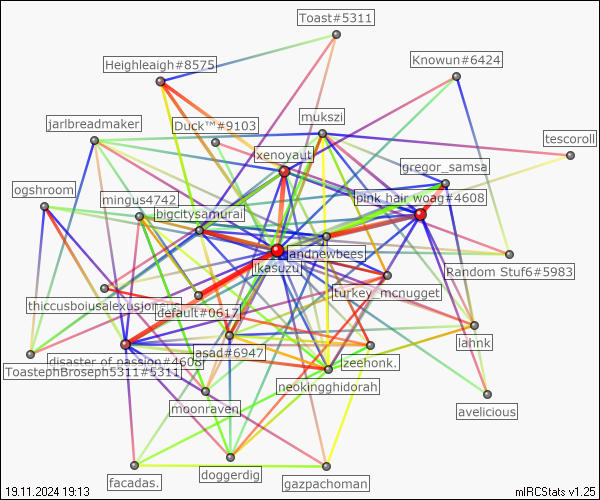 Toast#5311
Heighleaigh#8575
Knowun#6424
mukszi
jarlbreadmaker
Duck™#9103
tescoroll
xenoyaut
gregor_samsa
ogshroom
mingus4742
pink hair woag#4608
bigcitysamurai
andnewbees
ikasuzu
Random Stuf6#5983
turkey_mcnugget
default#0617
lahnk
asad#6947
zeehonk.
disaster of passion#4608
ToastephBroseph5311#5311
neokingghidorah
moonraven
avelicious
doggerdig
facadas.
gazpachoman
19.11.2024 19:13
mIRCStats v1.25